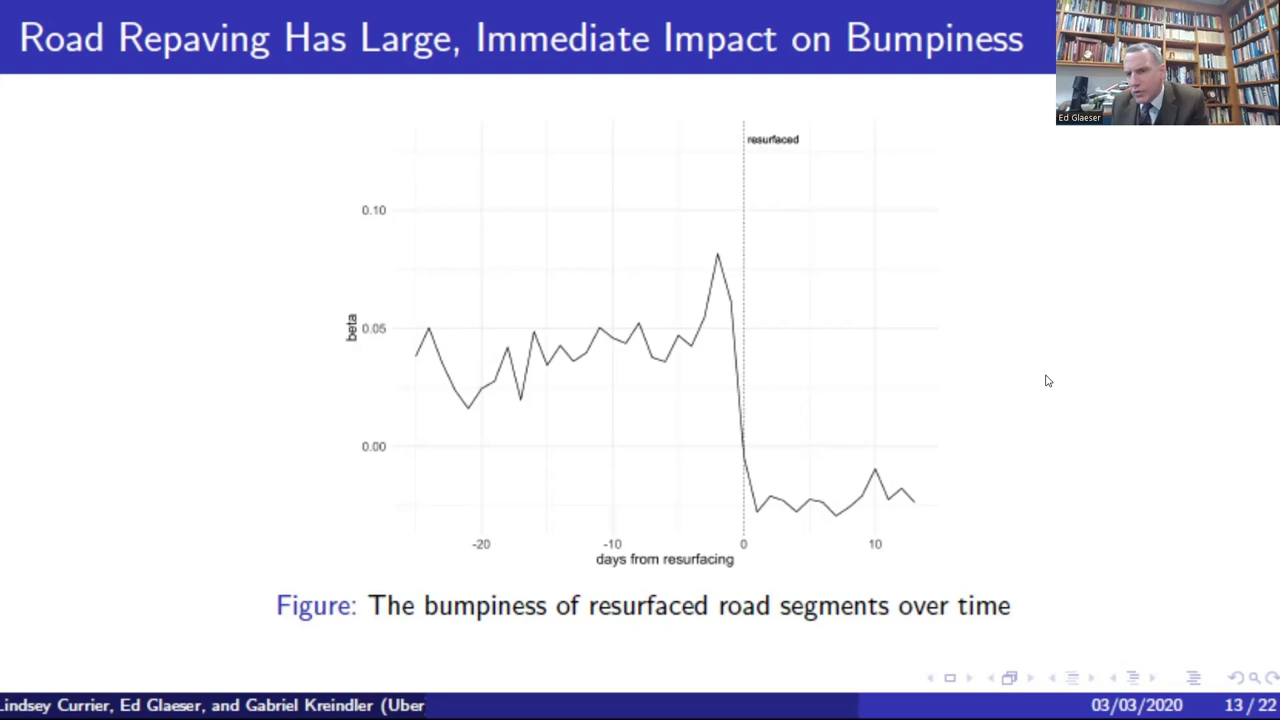 Road Repaving Has Large, Immediate Impact on Bumpiness
Ed Glaeser
resurfaced
0.10
0.05
0.00
beta
-20
-10
0
10
days from resurfacing
Figure: The bumpiness of resurfaced road segments over time
Lindsey Currier, Ed Glaeser, and Gabriel Kreindler (Uber
03/03/2020
13 / 22